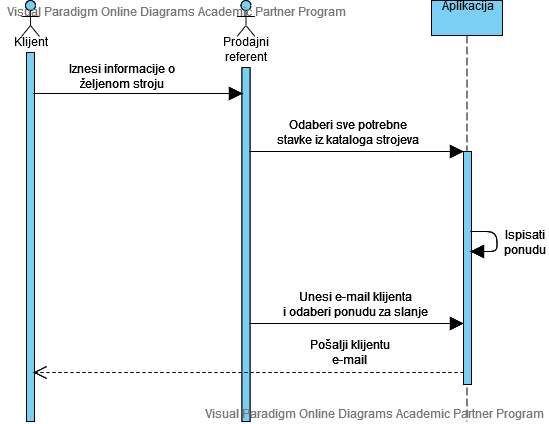 Visual Paradigm Online Diagrams Academic Partner Program
Aplikacija
Klijent
Prodajni
referent
Iznesi informacije o
željenom stroju
Odaberi sve potrebne
stavke iz kataloga strojeva
Ispisati
ponudu
Unesi e-mail klijenta
i odaberi ponudu za slanje
Pošalji klijentu
e-mail
Visual Paradigm Online Diagrams Academic Partner Program